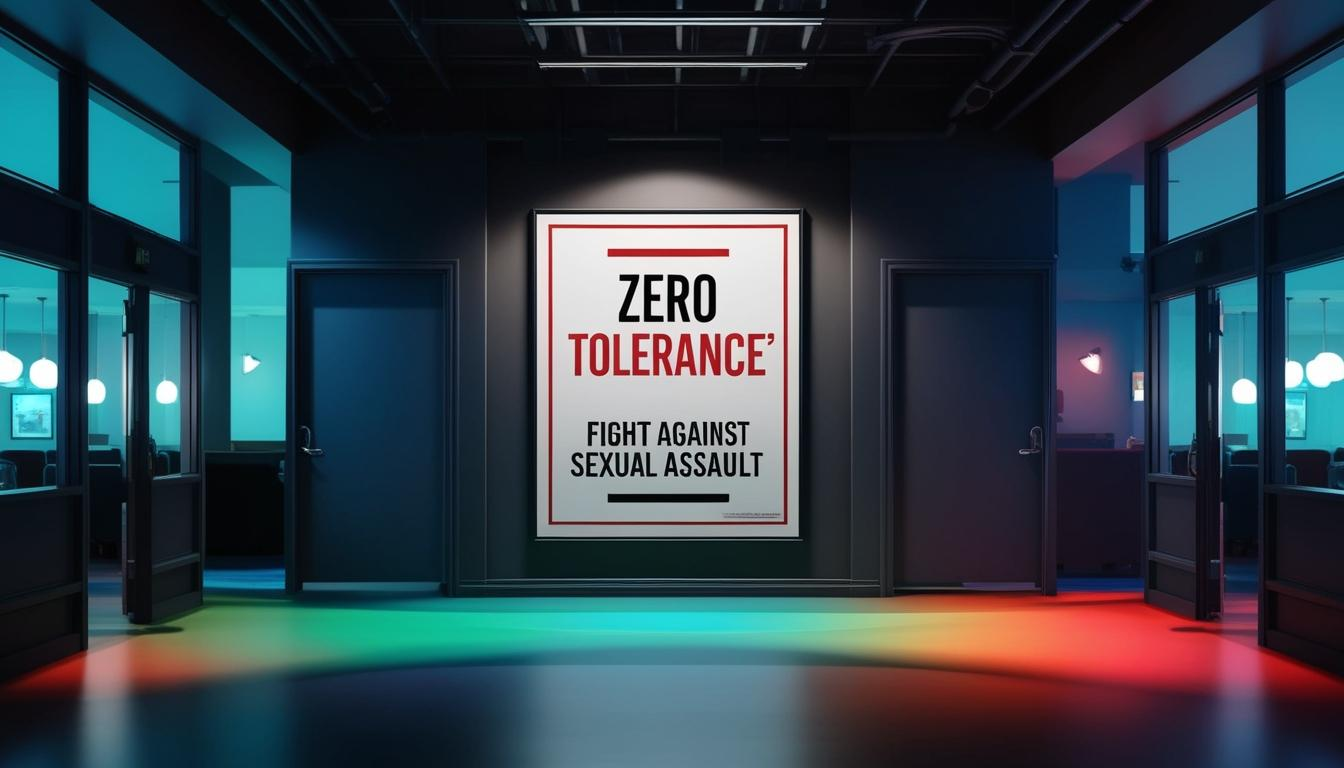 ZERO
TOLERANCE’
FIGHT AGAINST
SEXUAL ASSAULT